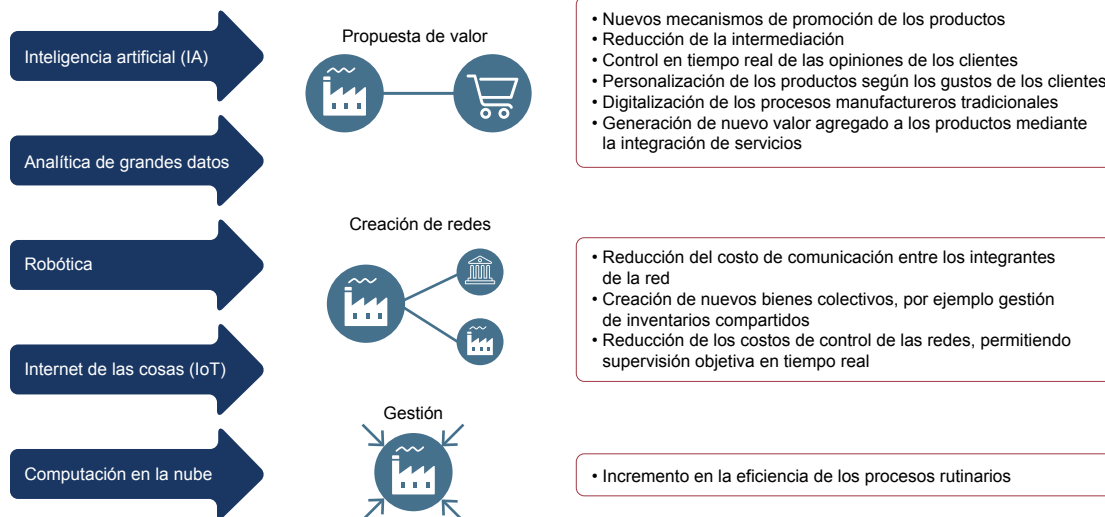 Inteligencia artificial (IA)
Analítica de grandes datos
Robótica
Internet de las cosas (IoT)
Computación en la nube
Propuesta de valor
• Nuevos mecanismos de promoción de los productos
• Reducción de la intermediación
• Control en tiempo real de las opiniones de los clientes
• Personalización de los productos según los gustos de los clientes
• Digitalización de los procesos manufactureros tradicionales
• Generación de nuevo valor agregado a los productos mediante
la integración de servicios
Creación de redes
• Reducción del costo de comunicación entre los integrantes
de la red
• Creación de nuevos bienes colectivos, por ejemplo gestión
de inventarios compartidos
• Reducción de los costos de control de las redes, permitiendo
supervisión objetiva en tiempo real
Gestión
• Incremento en la eficiencia de los procesos rutinarios